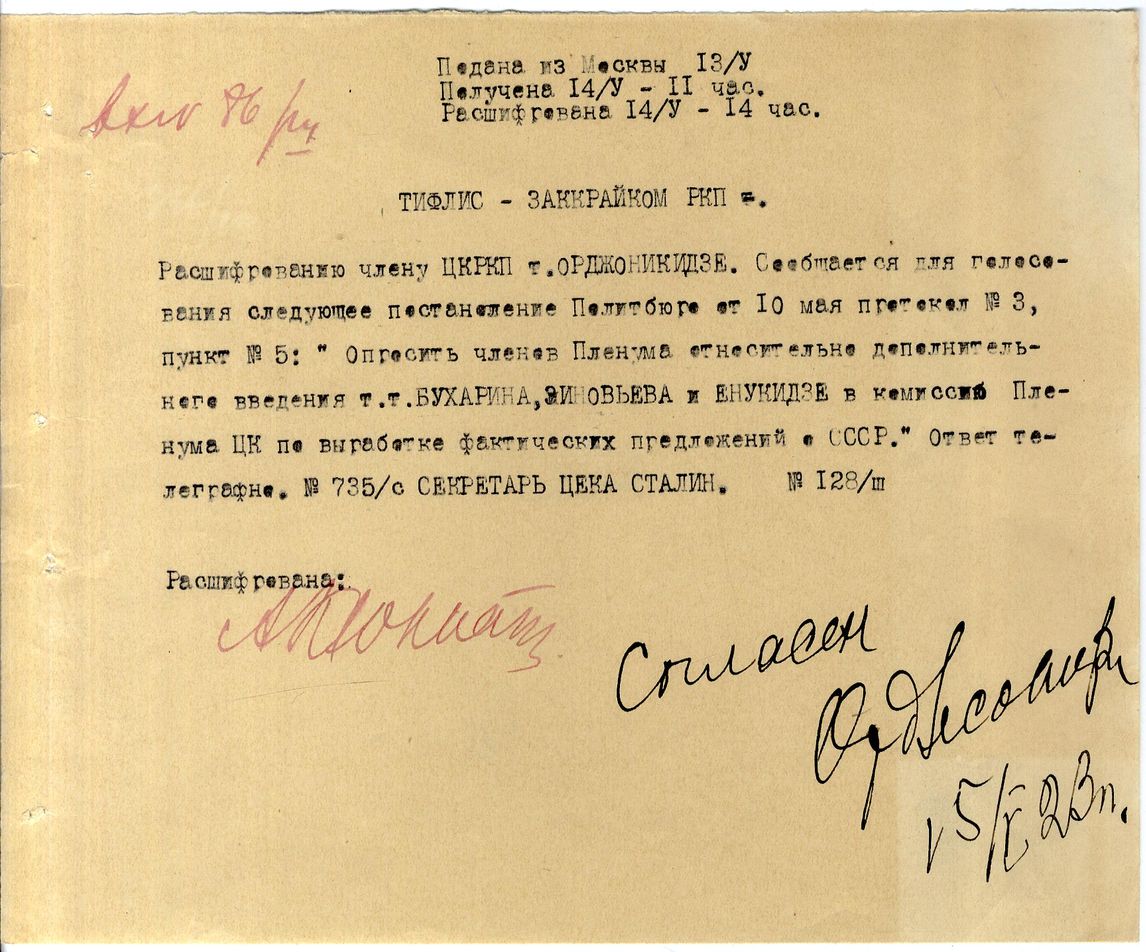 Подана из Москвы 13/У
Получена 14/У - 11 час.
Расшифрована 14/У - 14 час.
ТИФЛИС - ЗАККРАЙКОМ РКП
Расшифрованию члену ЦКРКП т.ОРДЖОНИКИДЗЕ. Сообщается для голосо-
вания следующее постановление Политбюро от 10 мая протокол № 3,
пункт № 5: " Опросить членов Пленума относительно дополнитель-
ного введения т.т.БУХАРИНА,ЗИНОВЬЕВА и ЕНУКИДЗЕ в комиссию Пле-
нума ЦК по выработке фактических предложений о СССР." Ответ те-
леграфно. № 735/с СЕКРЕТАРЬ ЦЕКА СТАЛИН. № 128/ш
Расшифрована:
Согласен
15/V 23